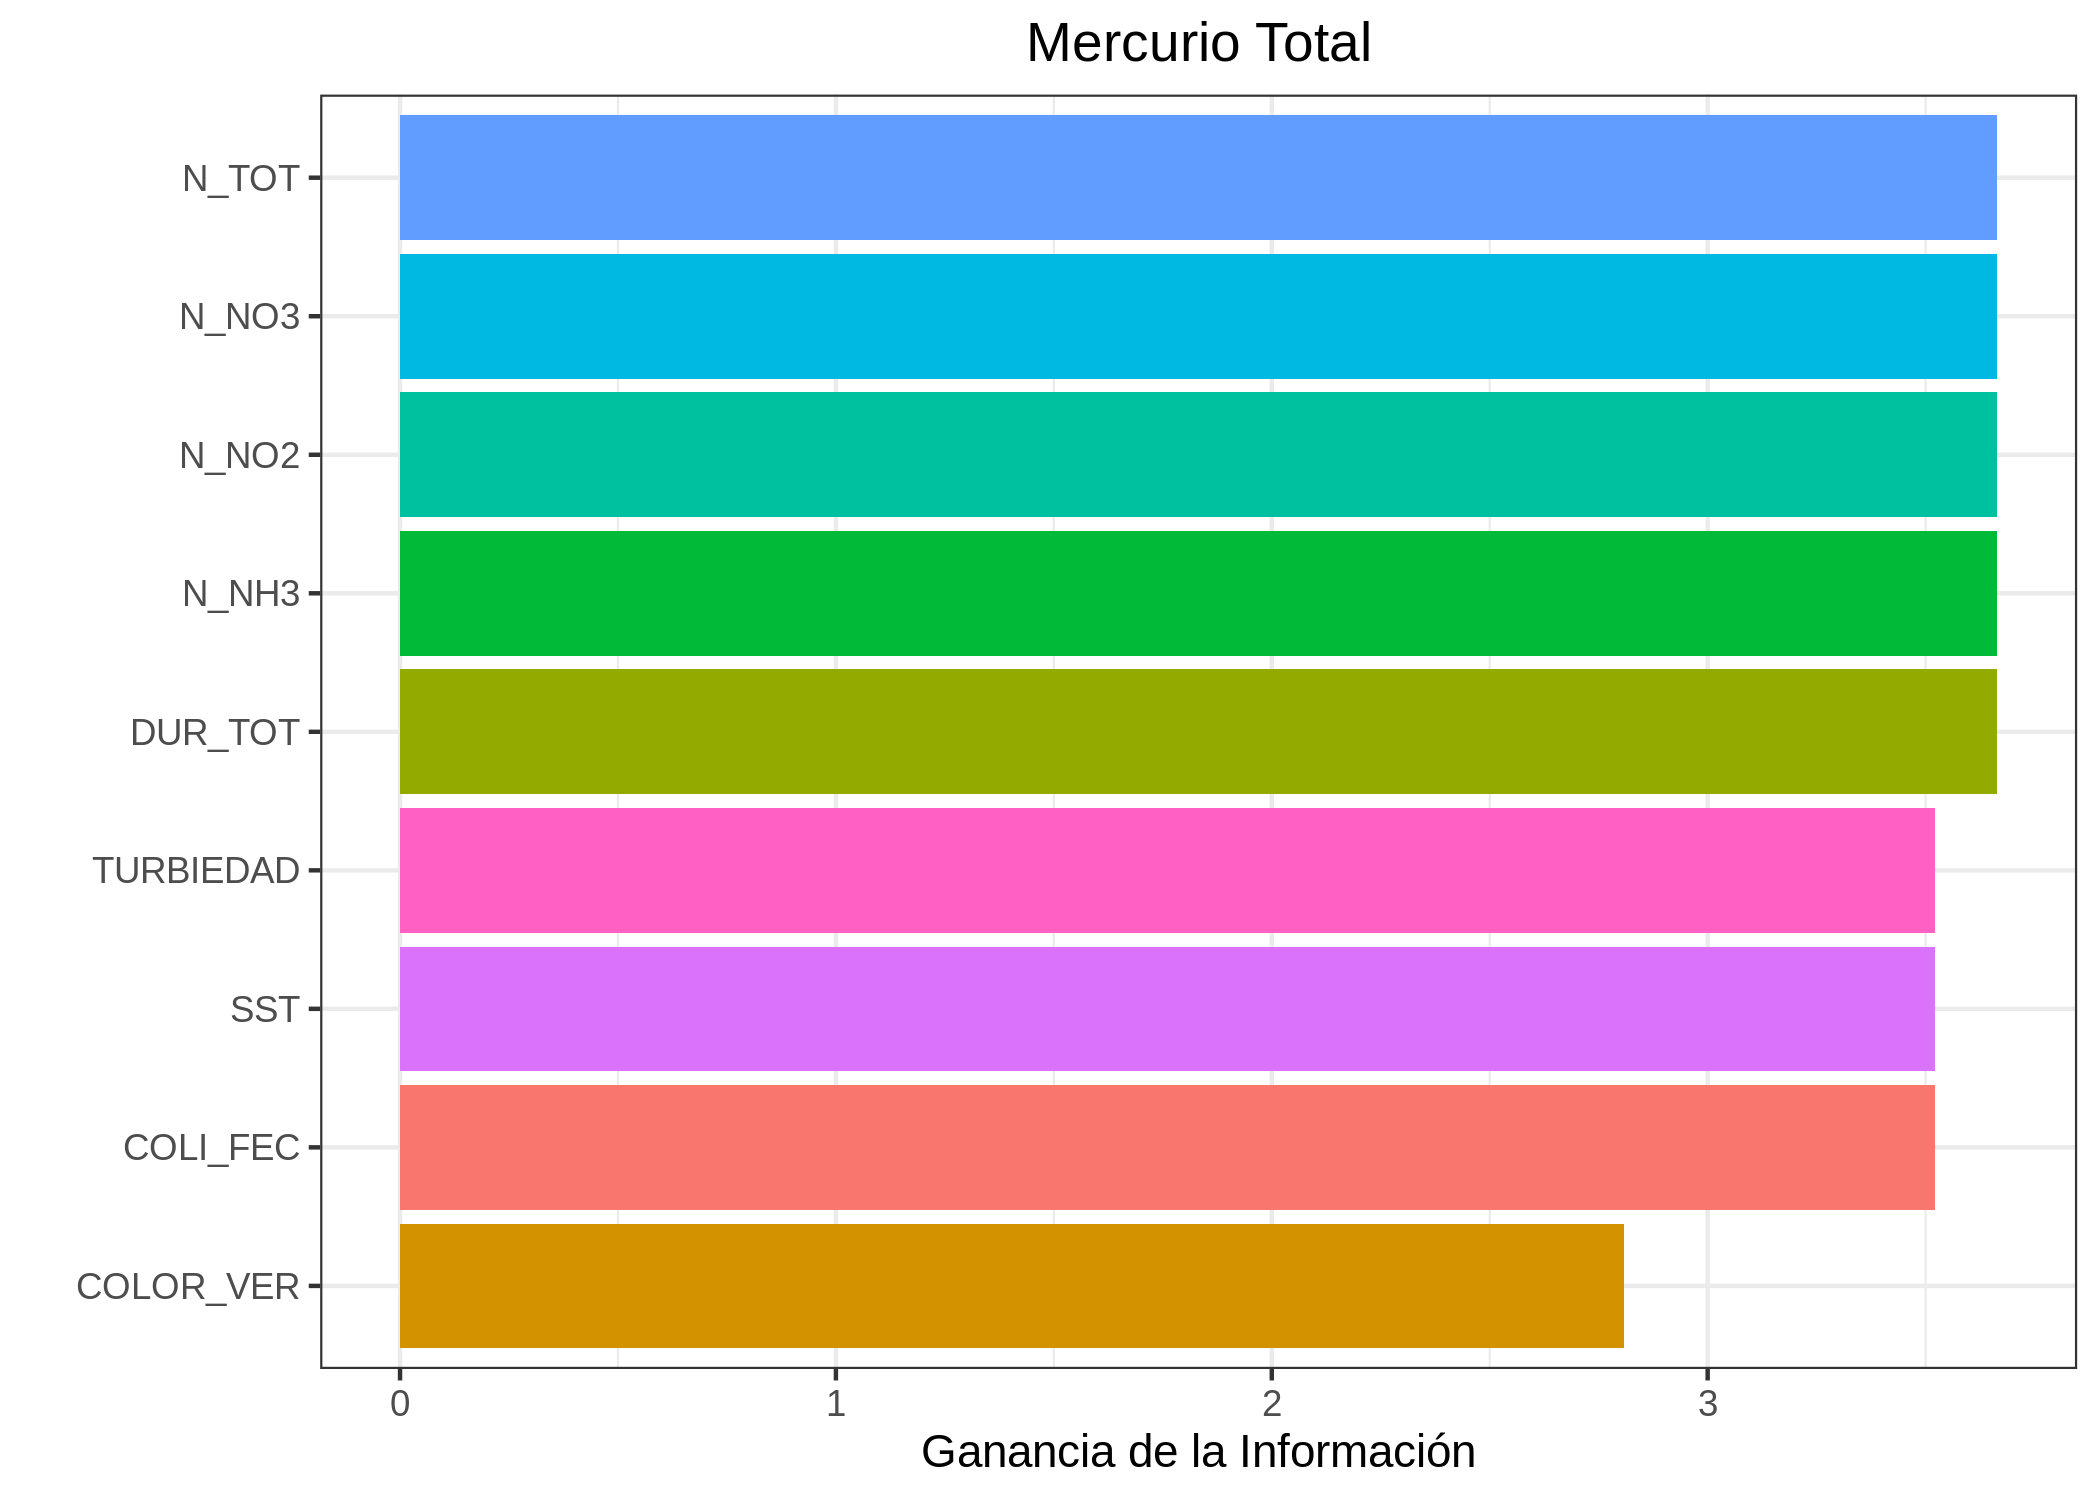 Mercurio Total
N_TOT
N_NO3
N_NO2
N_NH3
DUR_TOT
TURBIEDAD
SST
COLI_FEC
COLOR_VER
0 1 2 3
Ganancia de la Información